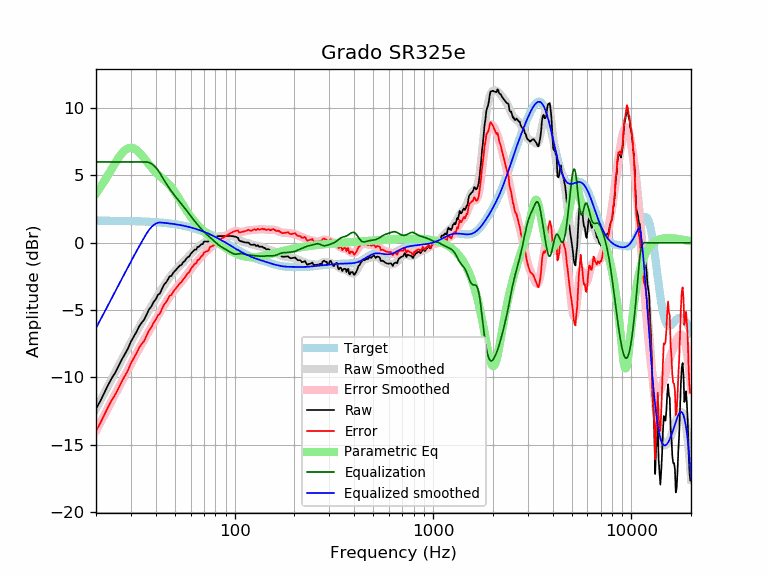 Grado SR325e
Amplitude (dBr)
10
5
0
−5
−10
−15
−20
Target
Raw Smoothed
Error Smoothed
Raw
Error
Parametric Eq
Equalization
Equalized smoothed
100
1000
10000
Frequency (Hz)